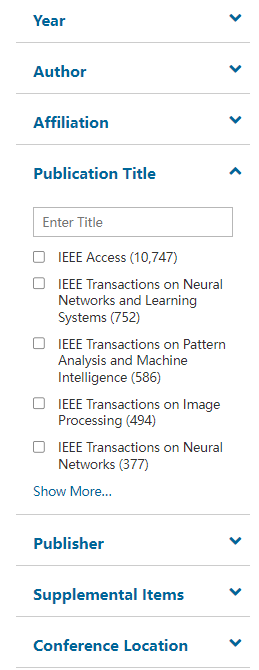 Year
Author
Affiliation
Publication Title
Enter Title
IEEE Access (10,747)
IEEE Transactions on Neural
Networks and Learning
Systems (752)
IEEE Transactions on Pattern
Analysis and Machine
Intelligence (586)
IEEE Transactions on Image
Processing (494)
IEEE Transactions on Neural
Networks (377)
Show More...
Publisher
Supplemental Items
Conference Location